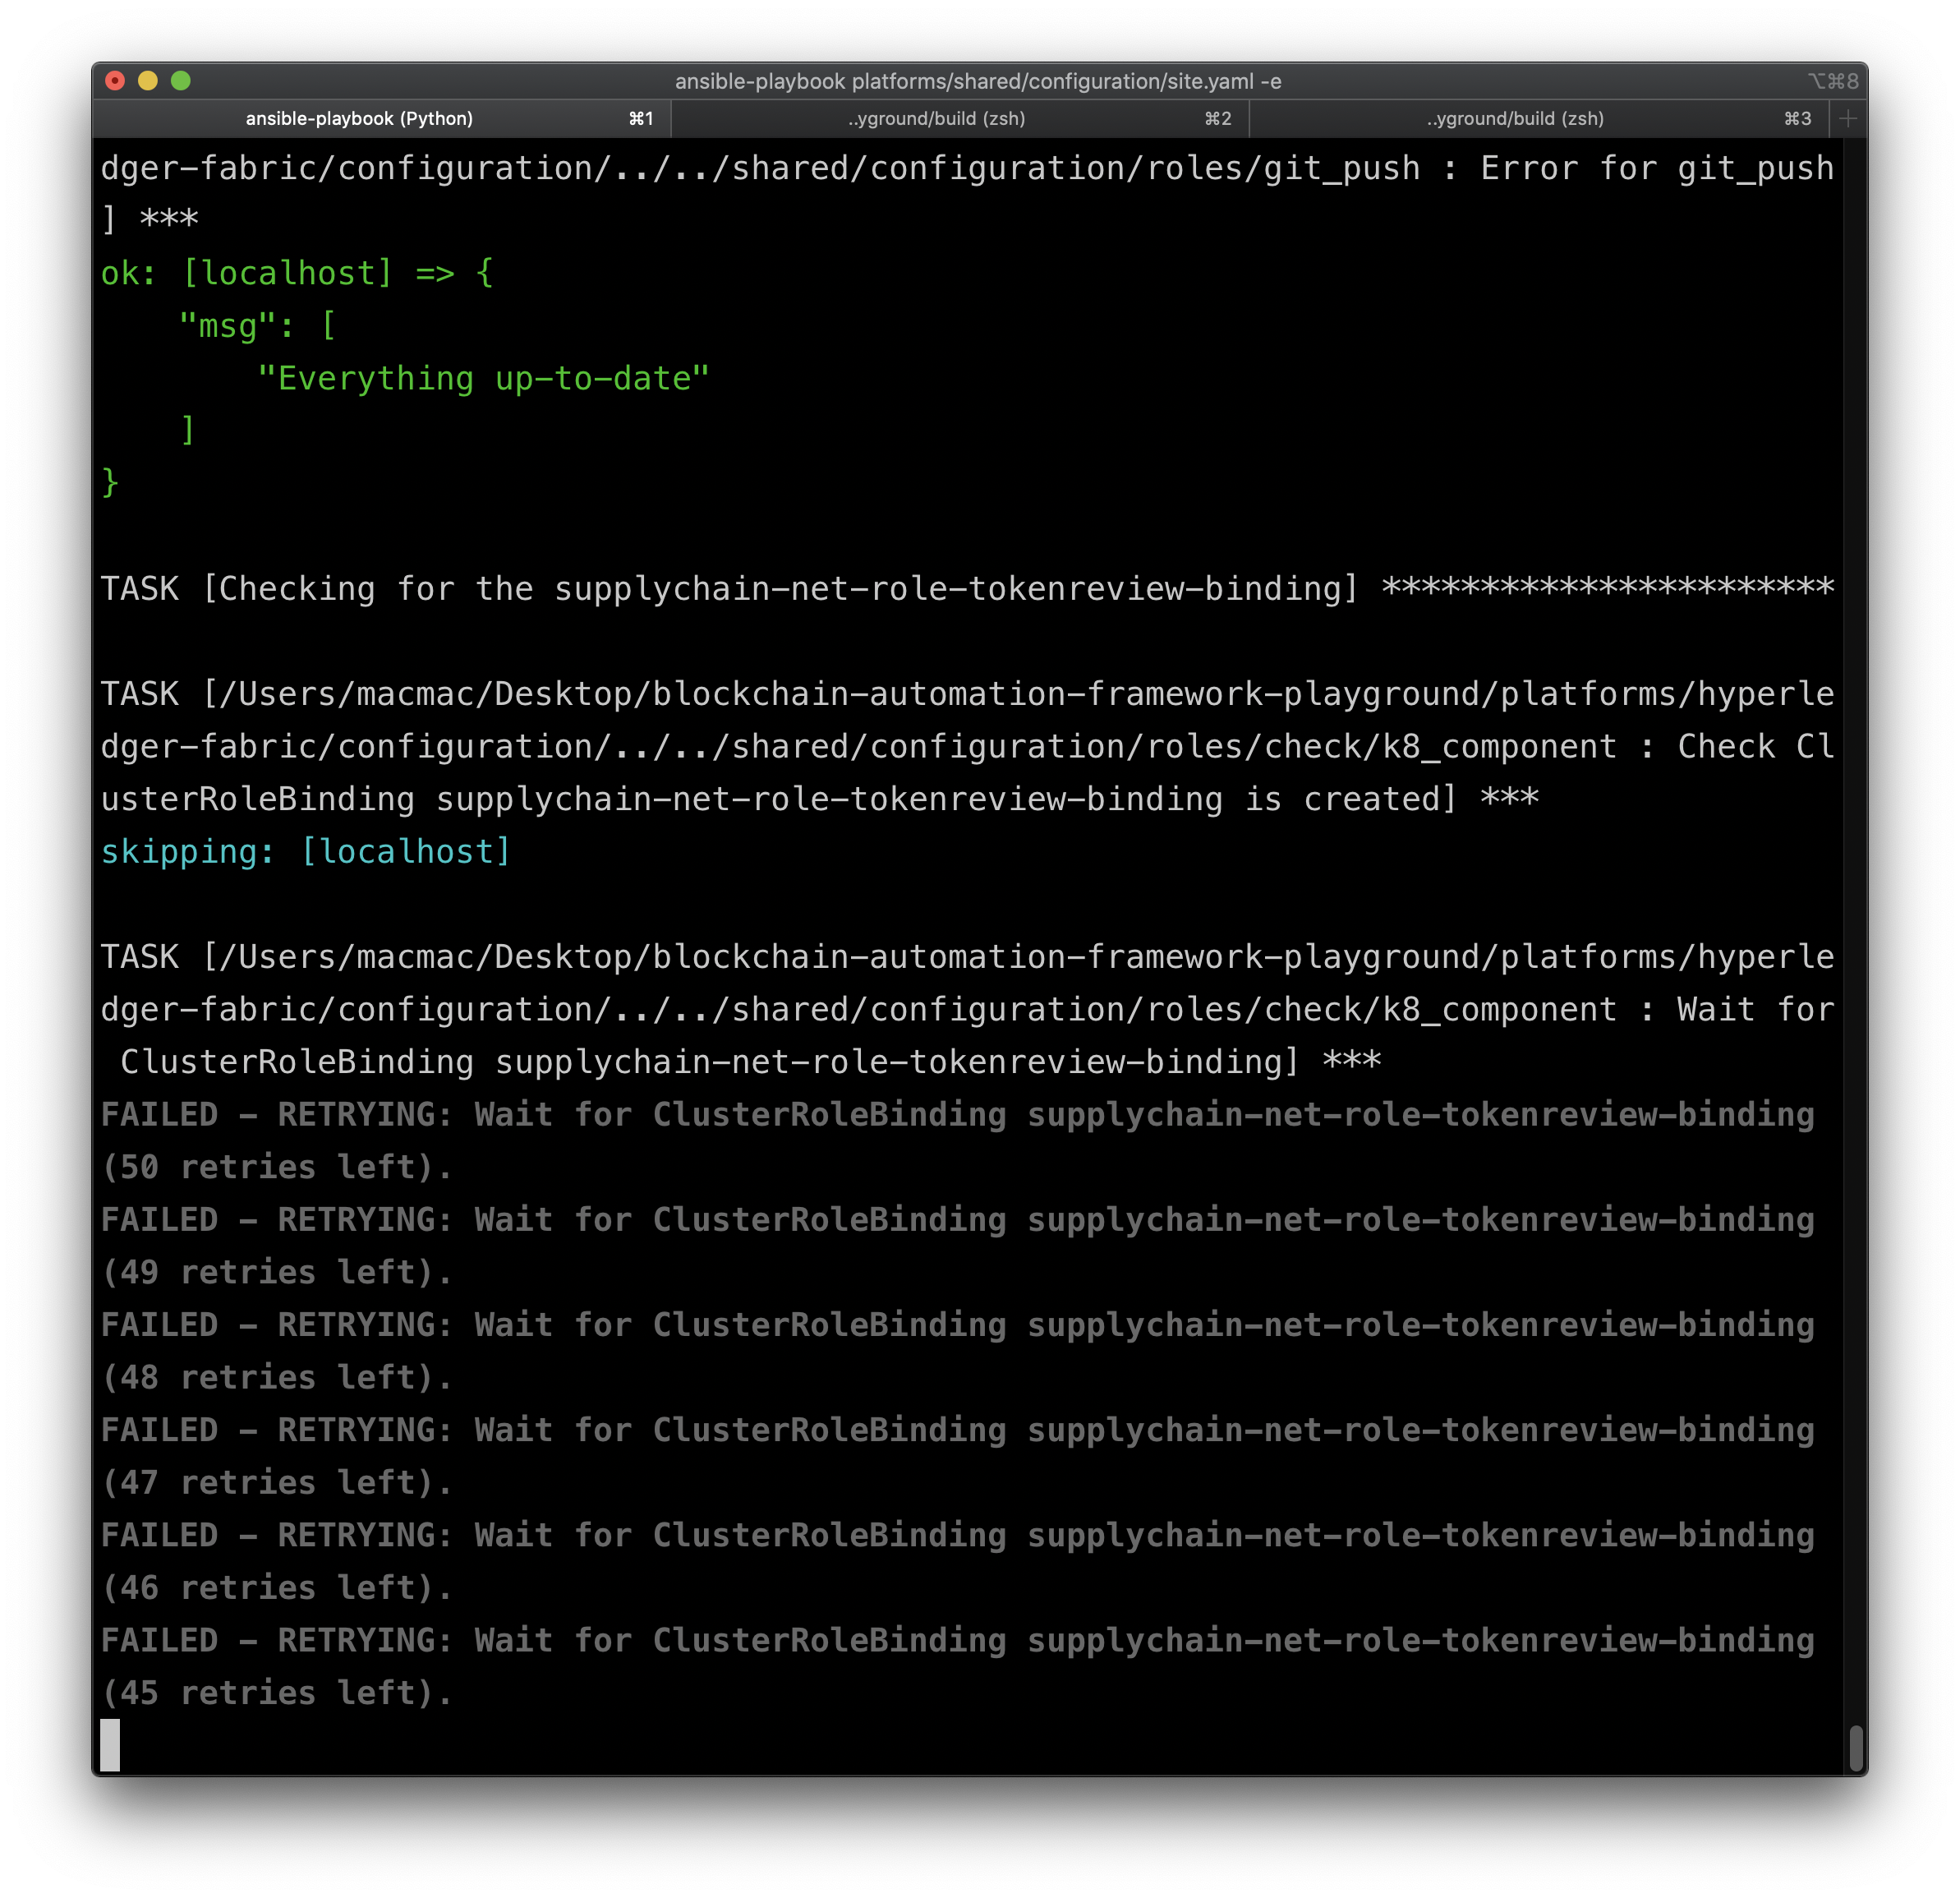 ansible-playbook platforms/shared/configuration/site.yaml -e
⌥⌘8
ansible-playbook (Python) ⌘1 ..yground/build (zsh) ⌘2 ..yground/build (zsh) ⌘3 +
dger-fabric/configuration/../../shared/configuration/roles/git_push : Error for git_push
] ***
ok: [localhost] => {
    "msg": [
        "Everything up-to-date"
    ]
}
TASK [Checking for the supplychain-net-role-tokenreview-binding] ***********************
TASK [/Users/macmac/Desktop/blockchain-automation-framework-playground/platforms/hyperle
dger-fabric/configuration/../../shared/configuration/roles/check/k8_component : Check Cl
usterRoleBinding supplychain-net-role-tokenreview-binding is created] ***
skipping: [localhost]
TASK [/Users/macmac/Desktop/blockchain-automation-framework-playground/platforms/hyperle
dger-fabric/configuration/../../shared/configuration/roles/check/k8_component : Wait for
 ClusterRoleBinding supplychain-net-role-tokenreview-binding] ***
FAILED - RETRYING: Wait for ClusterRoleBinding supplychain-net-role-tokenreview-binding
(50 retries left).
FAILED - RETRYING: Wait for ClusterRoleBinding supplychain-net-role-tokenreview-binding
(49 retries left).
FAILED - RETRYING: Wait for ClusterRoleBinding supplychain-net-role-tokenreview-binding
(48 retries left).
FAILED - RETRYING: Wait for ClusterRoleBinding supplychain-net-role-tokenreview-binding
(47 retries left).
FAILED - RETRYING: Wait for ClusterRoleBinding supplychain-net-role-tokenreview-binding
(46 retries left).
FAILED - RETRYING: Wait for ClusterRoleBinding supplychain-net-role-tokenreview-binding
(45 retries left).